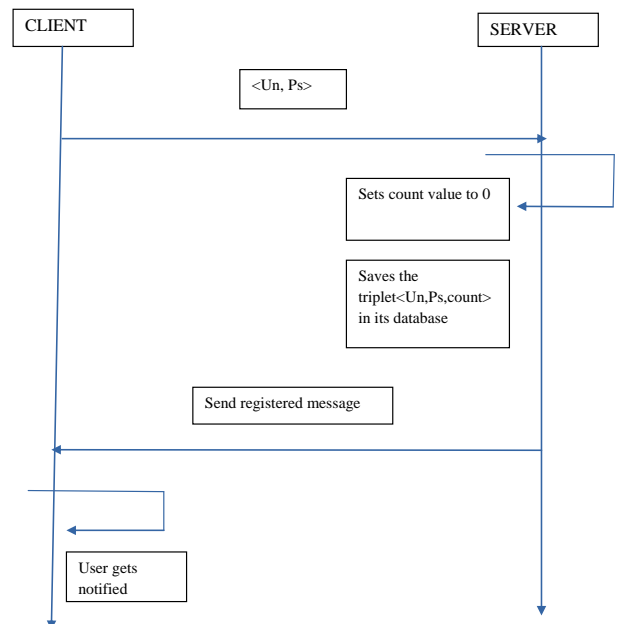 CLIENT
SERVER
<Un, Ps>
Sets count value to 0
Saves the
triplet<Un,Ps,count>
in its database
Send registered message
User gets
notified